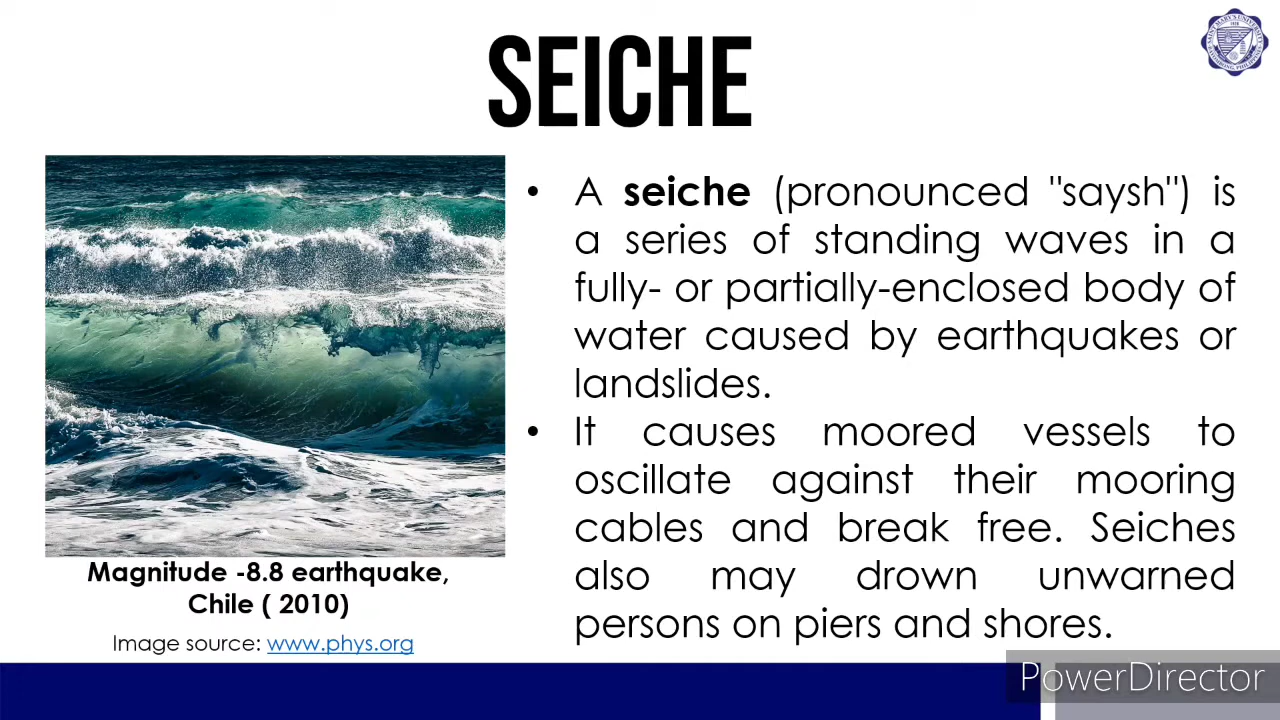 SEICHE
• A seiche (pronounced "saysh") is
a series of standing waves in a
fully- or partially-enclosed body of
water caused by earthquakes or
landslides.
• It causes moored vessels to
oscillate against their mooring
cables and break free. Seiches
also may drown unwarned
persons on piers and shores.
Magnitude -8.8 earthquake,
Chile ( 2010)
Image source: www.phys.org
PowerDirector